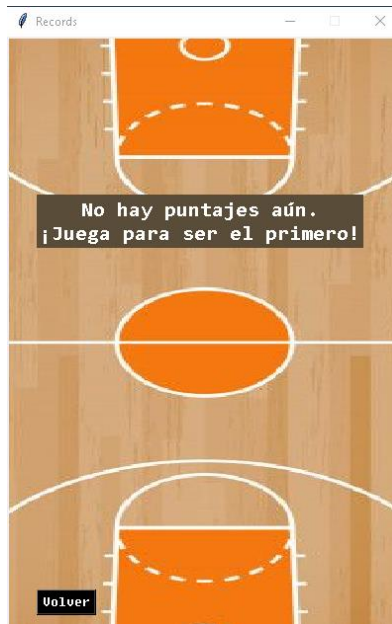 Records
No hay puntajes aún.
¡Juega para ser el primero!
Volver